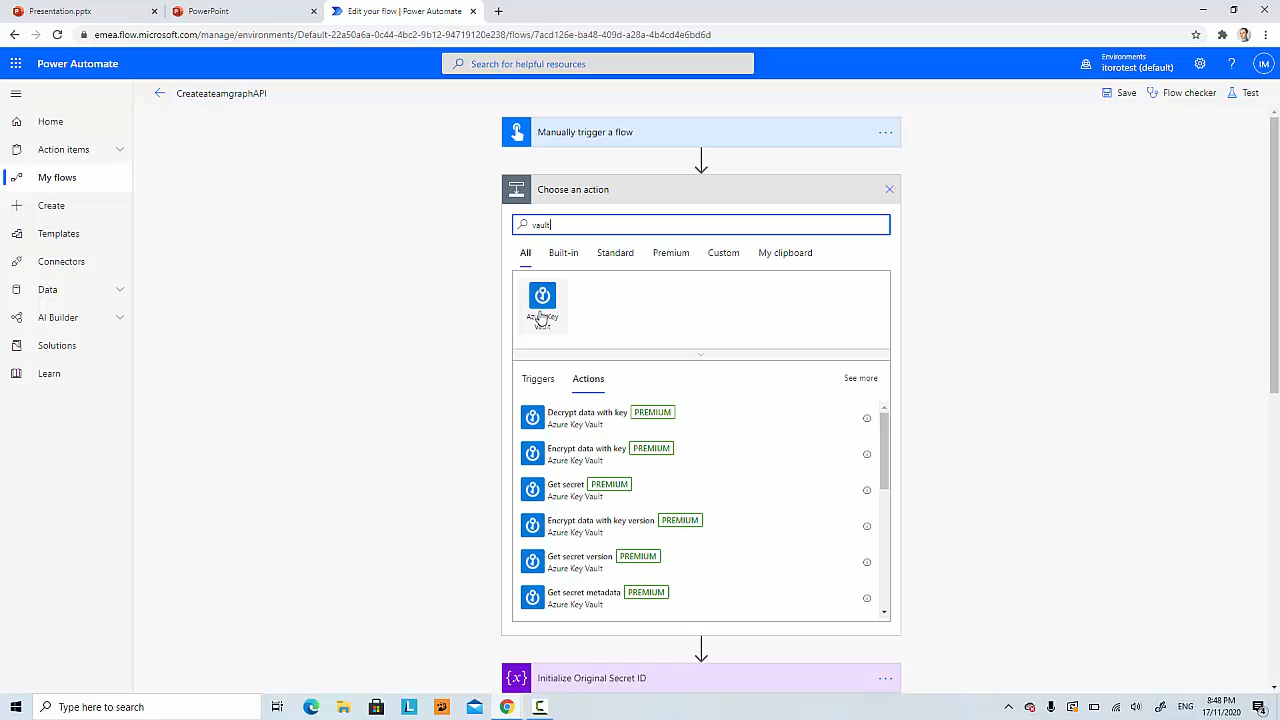 Presentation.pptx
PowerPoint
Edit your flow | Power Automate
emea.flow.microsoft.com/manage/environments/Default-22a50a6a-0c44-4bc2-9b12-94719120e238/flows/7acd126e-ba48-409d-a28a-4b4cd4e6bd6d
Power Automate
Search for helpful resources
Environments
itorotest (default)
IM
CreateateamgraphAPI
Save
Flow checker
Test
Home
Action items
My flows
Create
Templates
Connectors
Data
AI Builder
Solutions
Learn
Manually trigger a flow
Choose an action
vault
All
Built-in
Standard
Premium
Custom
My clipboard
Azure Key
Vault
Triggers
Actions
See more
Decrypt data with key PREMIUM
Azure Key Vault
Encrypt data with key PREMIUM
Azure Key Vault
Get secret PREMIUM
Azure Key Vault
Encrypt data with key version PREMIUM
Azure Key Vault
Get secret version PREMIUM
Azure Key Vault
Get secret metadata PREMIUM
Azure Key Vault
{x}
Initialize Original Secret ID
Type here to search
L
C
ENG
8:48 PM
17/11/2020
4